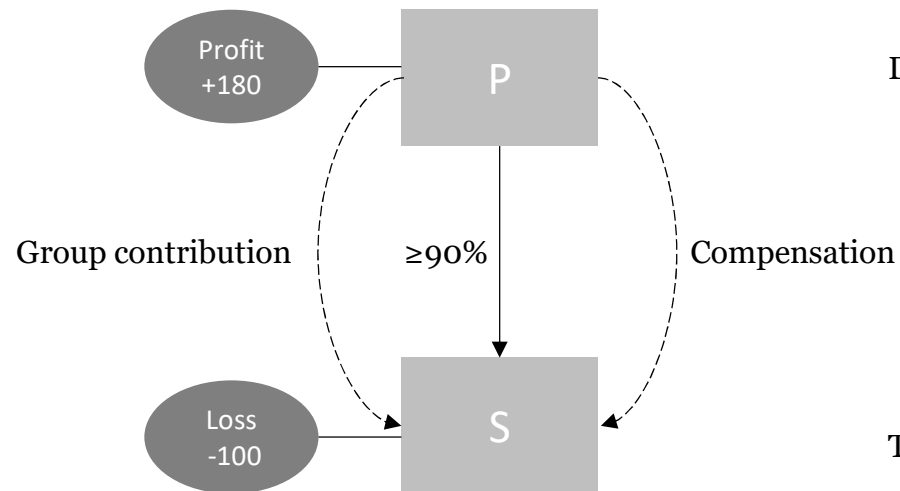 Profit
+180
P
Group contribution
≥90%
Compensation
Loss
-100
S